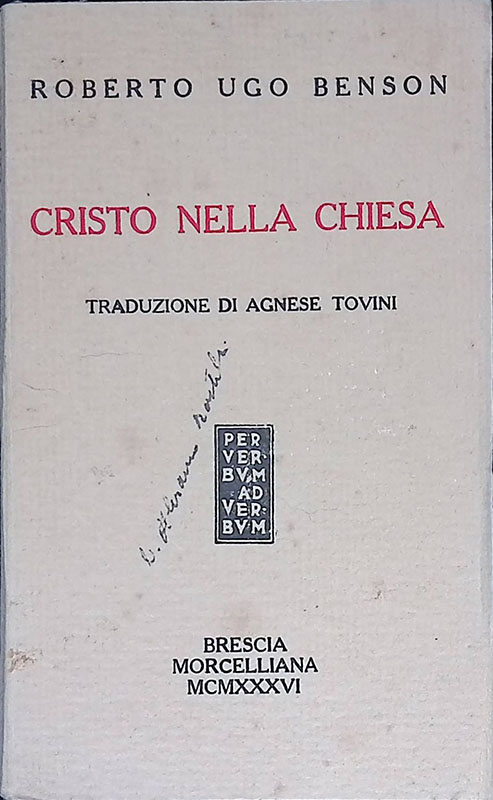 ROBERTO UGO BENSON
CRISTO NELLA CHIESA
TRADUZIONE DI AGNESE TOVINI
PER
VER
BVM
AD
VER
BVM
BRESCIA
MORCELLIANA
MCMXXXVI